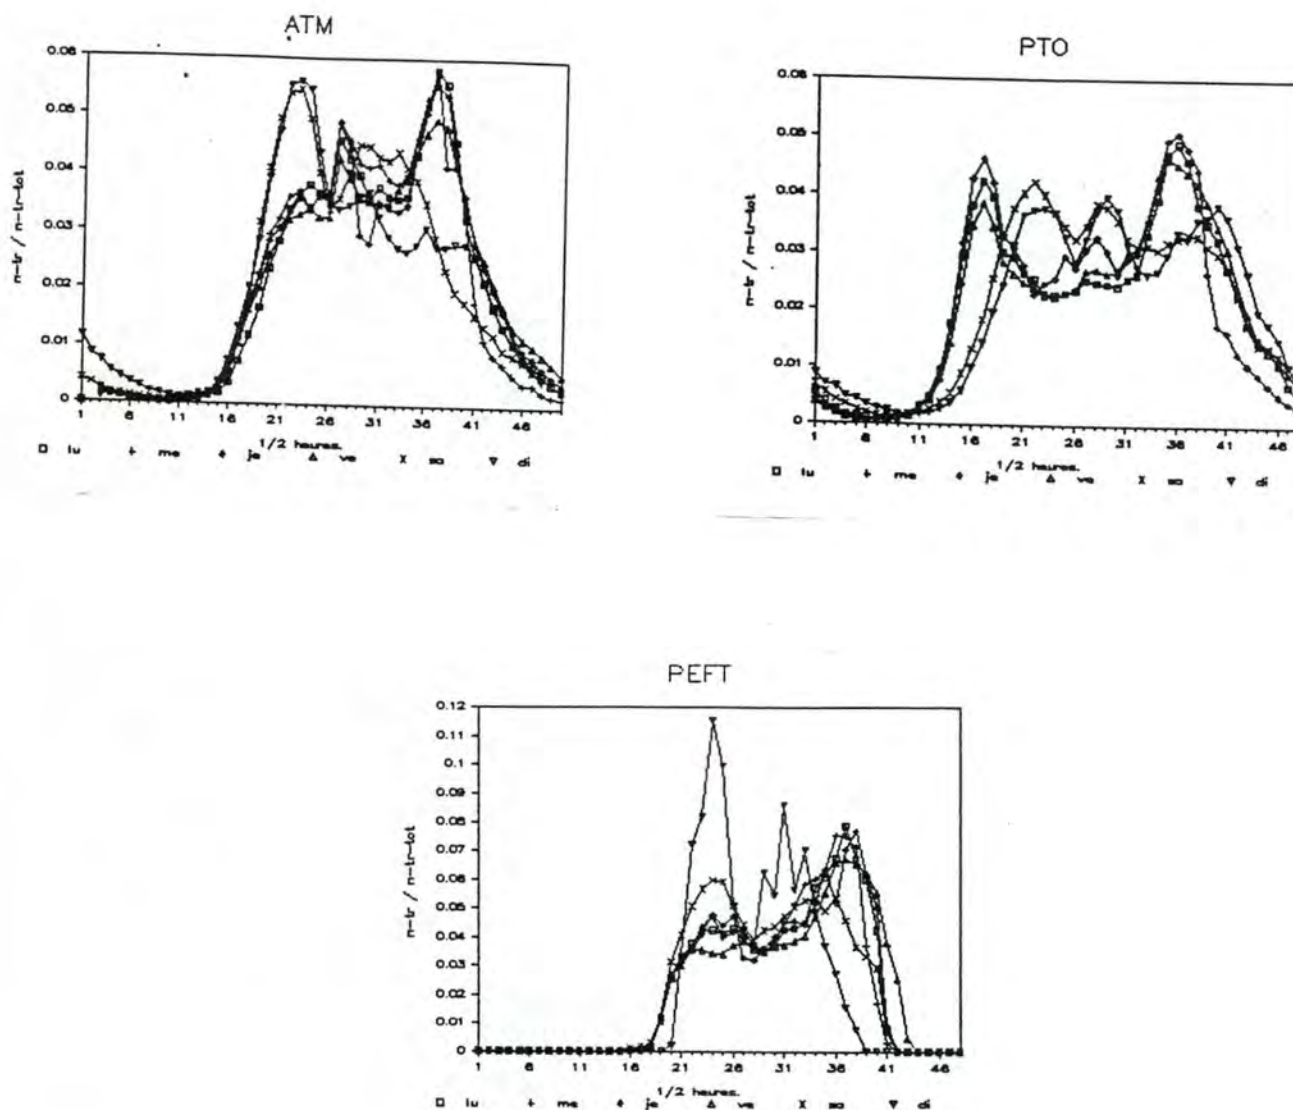 ATM
0.06
0.05
0.04
0.03
0.02
0.01
0
n-tr / n-tr-tot
1 6 11 16 21 26 31 36 41 46
1/2 heures.
lu me je ve sa di
PTO
0.06
0.05
0.04
0.03
0.02
0.01
0
n-tr / n-tr-tot
1 6 11 16 21 26 31 36 41 46
1/2 heures.
lu me je ve sa di
PEFT
0.12
0.11
0.1
0.09
0.08
0.07
0.06
0.05
0.04
0.03
0.02
0.01
0
n-tr / n-tr-tot
1 6 11 16 21 26 31 36 41 46
1/2 heures.
lu me je ve sa di